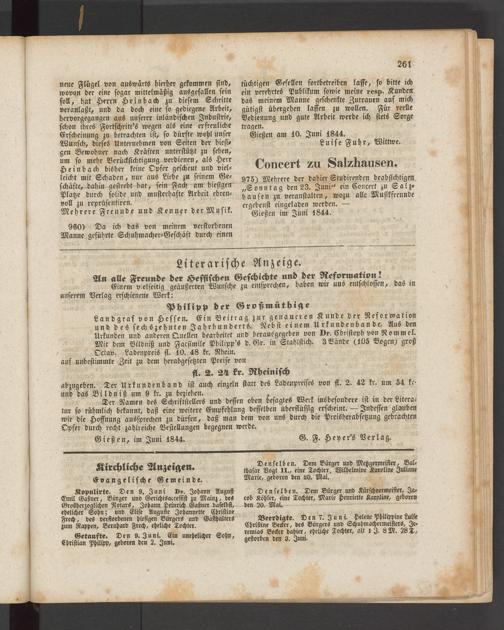 261
neue Flügel von auswärts hierher gekommen sind,
wovon der eine sogar mittelmäßig ausgefallen sein
soll, hat Herrn Heinbach zu diesem Schritte
veranlaßt, und da doch eine so gediegene Arbeit,
hervorgegangen aus unserer inländischen Industrie,
schon ihres Fortschritt's wegen als eine erfreuliche
Erscheinung zu betrachten ist, so dürfte wohl unser
Wunsch, dieses Unternehmen von Seiten der hiesi-
gen Bewohner nach Kräften unterstützt zu sehen,
um so mehr Berücksichtigung verdienen, als Herr
Heinbach bisher keine Opfer gescheut und viel-
leicht mit Schaden, nur aus Liebe zu seinem Ge-
schäfte, dahin gestrebt hat, sein Fach am hiesigen
Platze durch solide und musterhafte Arbeit ehren-
voll zu repräsentiren.
Mehrere Freunde und Kenner der Musik.
960) Da ich das von meinem verstorbenen
Manne geführte Schuhmacher-Geschäft durch einen
tüchtigen Gesellen fortbetreiben lasse, so bitte ich
ein verehrtes Publikum sowie meine resp. Kunden
das meinem Manne geschenkte Zutrauen auf mich
gütigst übergehen lassen zu wollen. Für reelle
Bedienung und gute Arbeit werde ich stets Sorge
tragen.
Gießen am 10. Juni 1844.
Luise Fuhr, Wittwe.
Concert zu Salzhausen.
975) Mehrere der dahier Studirenden beabsichtigen
„Sonntag den 23. Juni“ ein Concert zu Salz-
hausen zu veranstalten, wozu alle Musikfreunde
ergebenst eingeladen werden. —
Gießen im Juni 1844.
Literarische Anzeige.
An alle Freunde der Hessischen Geschichte und der Reformation!
Einem vielseitig geäußerten Wunsche zu entsprechen, haben wir uns entschlossen, das in
unserem Verlag erschienene Werk:
Philipp der Großmüthige
Landgraf von Hessen. Ein Beitrag zur genaueren Kunde der Reformation
und des sechszehnten Jahrhunderts. Nebst einem Urkundenbande. Aus den
Urkunden und anderen Quellen bearbeitet und herausgegeben von Dr. Christoph von Rommel.
Mit dem Bildniß und Facsimile Philipp's d. Gr. in Stahlstich. 3 Bände (105 Bogen) groß
Octav. Ladenpreis fl. 10. 48 kr. Rhein.
auf unbestimmte Zeit zu dem herabgesetzten Preise von
fl. 2. 24 kr. Rheinisch
abzugeben. Der Urkundenband ist auch einzeln statt des Ladenpreises von fl. 2. 42 kr. um 54 kr.
und das Bildniß um 9 kr. zu beziehen.
Der Namen des Schriftstellers und dessen oben besagtes Werk insbesondere ist in der Litera-
tur so rühmlich bekannt, daß eine weitere Empfehlung desselben überflüssig erscheint. — Indessen glauben
wir die Hoffnung aussprechen zu dürfen, daß man dem von uns durch die Preisherabsetzung gebrachten
Opfer durch recht zahlreiche Bestellungen begegnen werde.
Gießen, im Juni 1844.
G. F. Heyer's Verlag.
Kirchliche Anzeigen.
Evangelische Gemeinde.
Kopulirte. Den 9. Juni Dr. Johann August
Emil Gaßner, Bürger und Gerichtsaccessist zu Mainz, des
Großherzoglichen Notars, Johann Heinrich Gaßner daselbst,
ehelicher Sohn; und Elise Auguste Johannette Christine
Frech, des verstorbenen hiesigen Bürgers und Gasthalters
zum Rappen, Bernhard Frech, eheliche Tochter.
Getaufte. Den 9. Juni. Ein unehelicher Sohn,
Christian Philipp, geboren den 2. Juni.
Denselben. Dem Bürger und Metzgermeister, Bal-
thasar Vogt II., eine Tochter, Wilhelmine Karoline Juliane
Marie, geboren den 10. Mai.
Denselben. Dem Bürger und Kürschnermeister, Ja-
cob Köhler, eine Tochter, Marie Henriette Karoline, geboren
den 20. Mai.
Beerdigte. Den 7. Juni. Helene Philippine Luise
Christine Becker, des Bürgers und Schuhmachermeisters, Je-
remias Becker dahier, eheliche Tochter, alt 1 J. 8 M. 28 T.,
gestorben den 5. Juni.